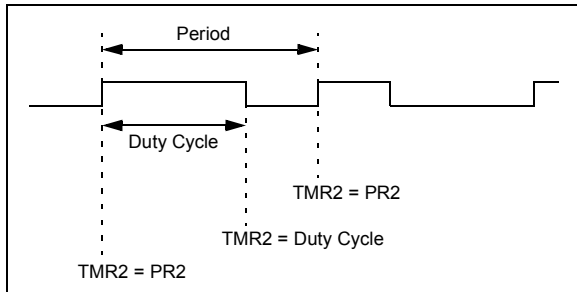 Period
Duty Cycle
TMR2 = PR2
TMR2 = Duty Cycle
TMR2 = PR2